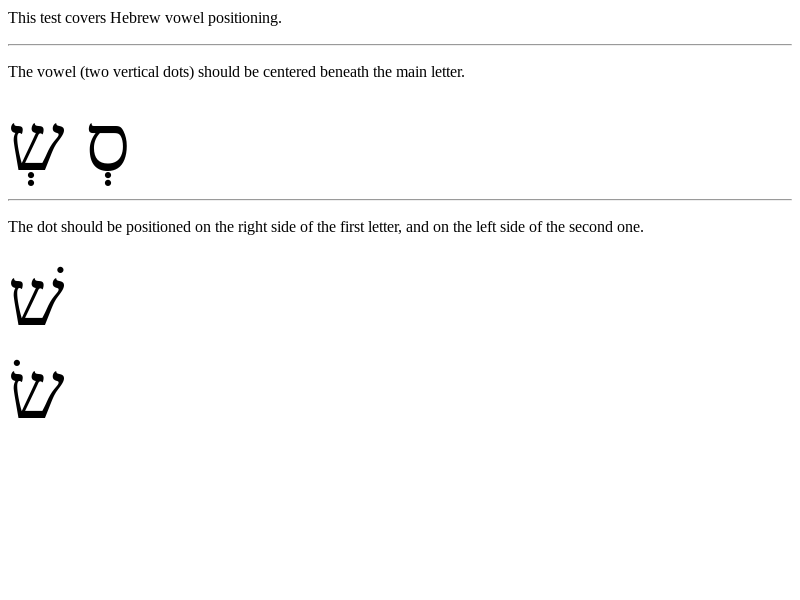 This test covers Hebrew vowel positioning.
The vowel (two vertical dots) should be centered beneath the main letter.
סְ שְ
The dot should be positioned on the right side of the first letter, and on the left side of the second one.
שׁ
שׂ